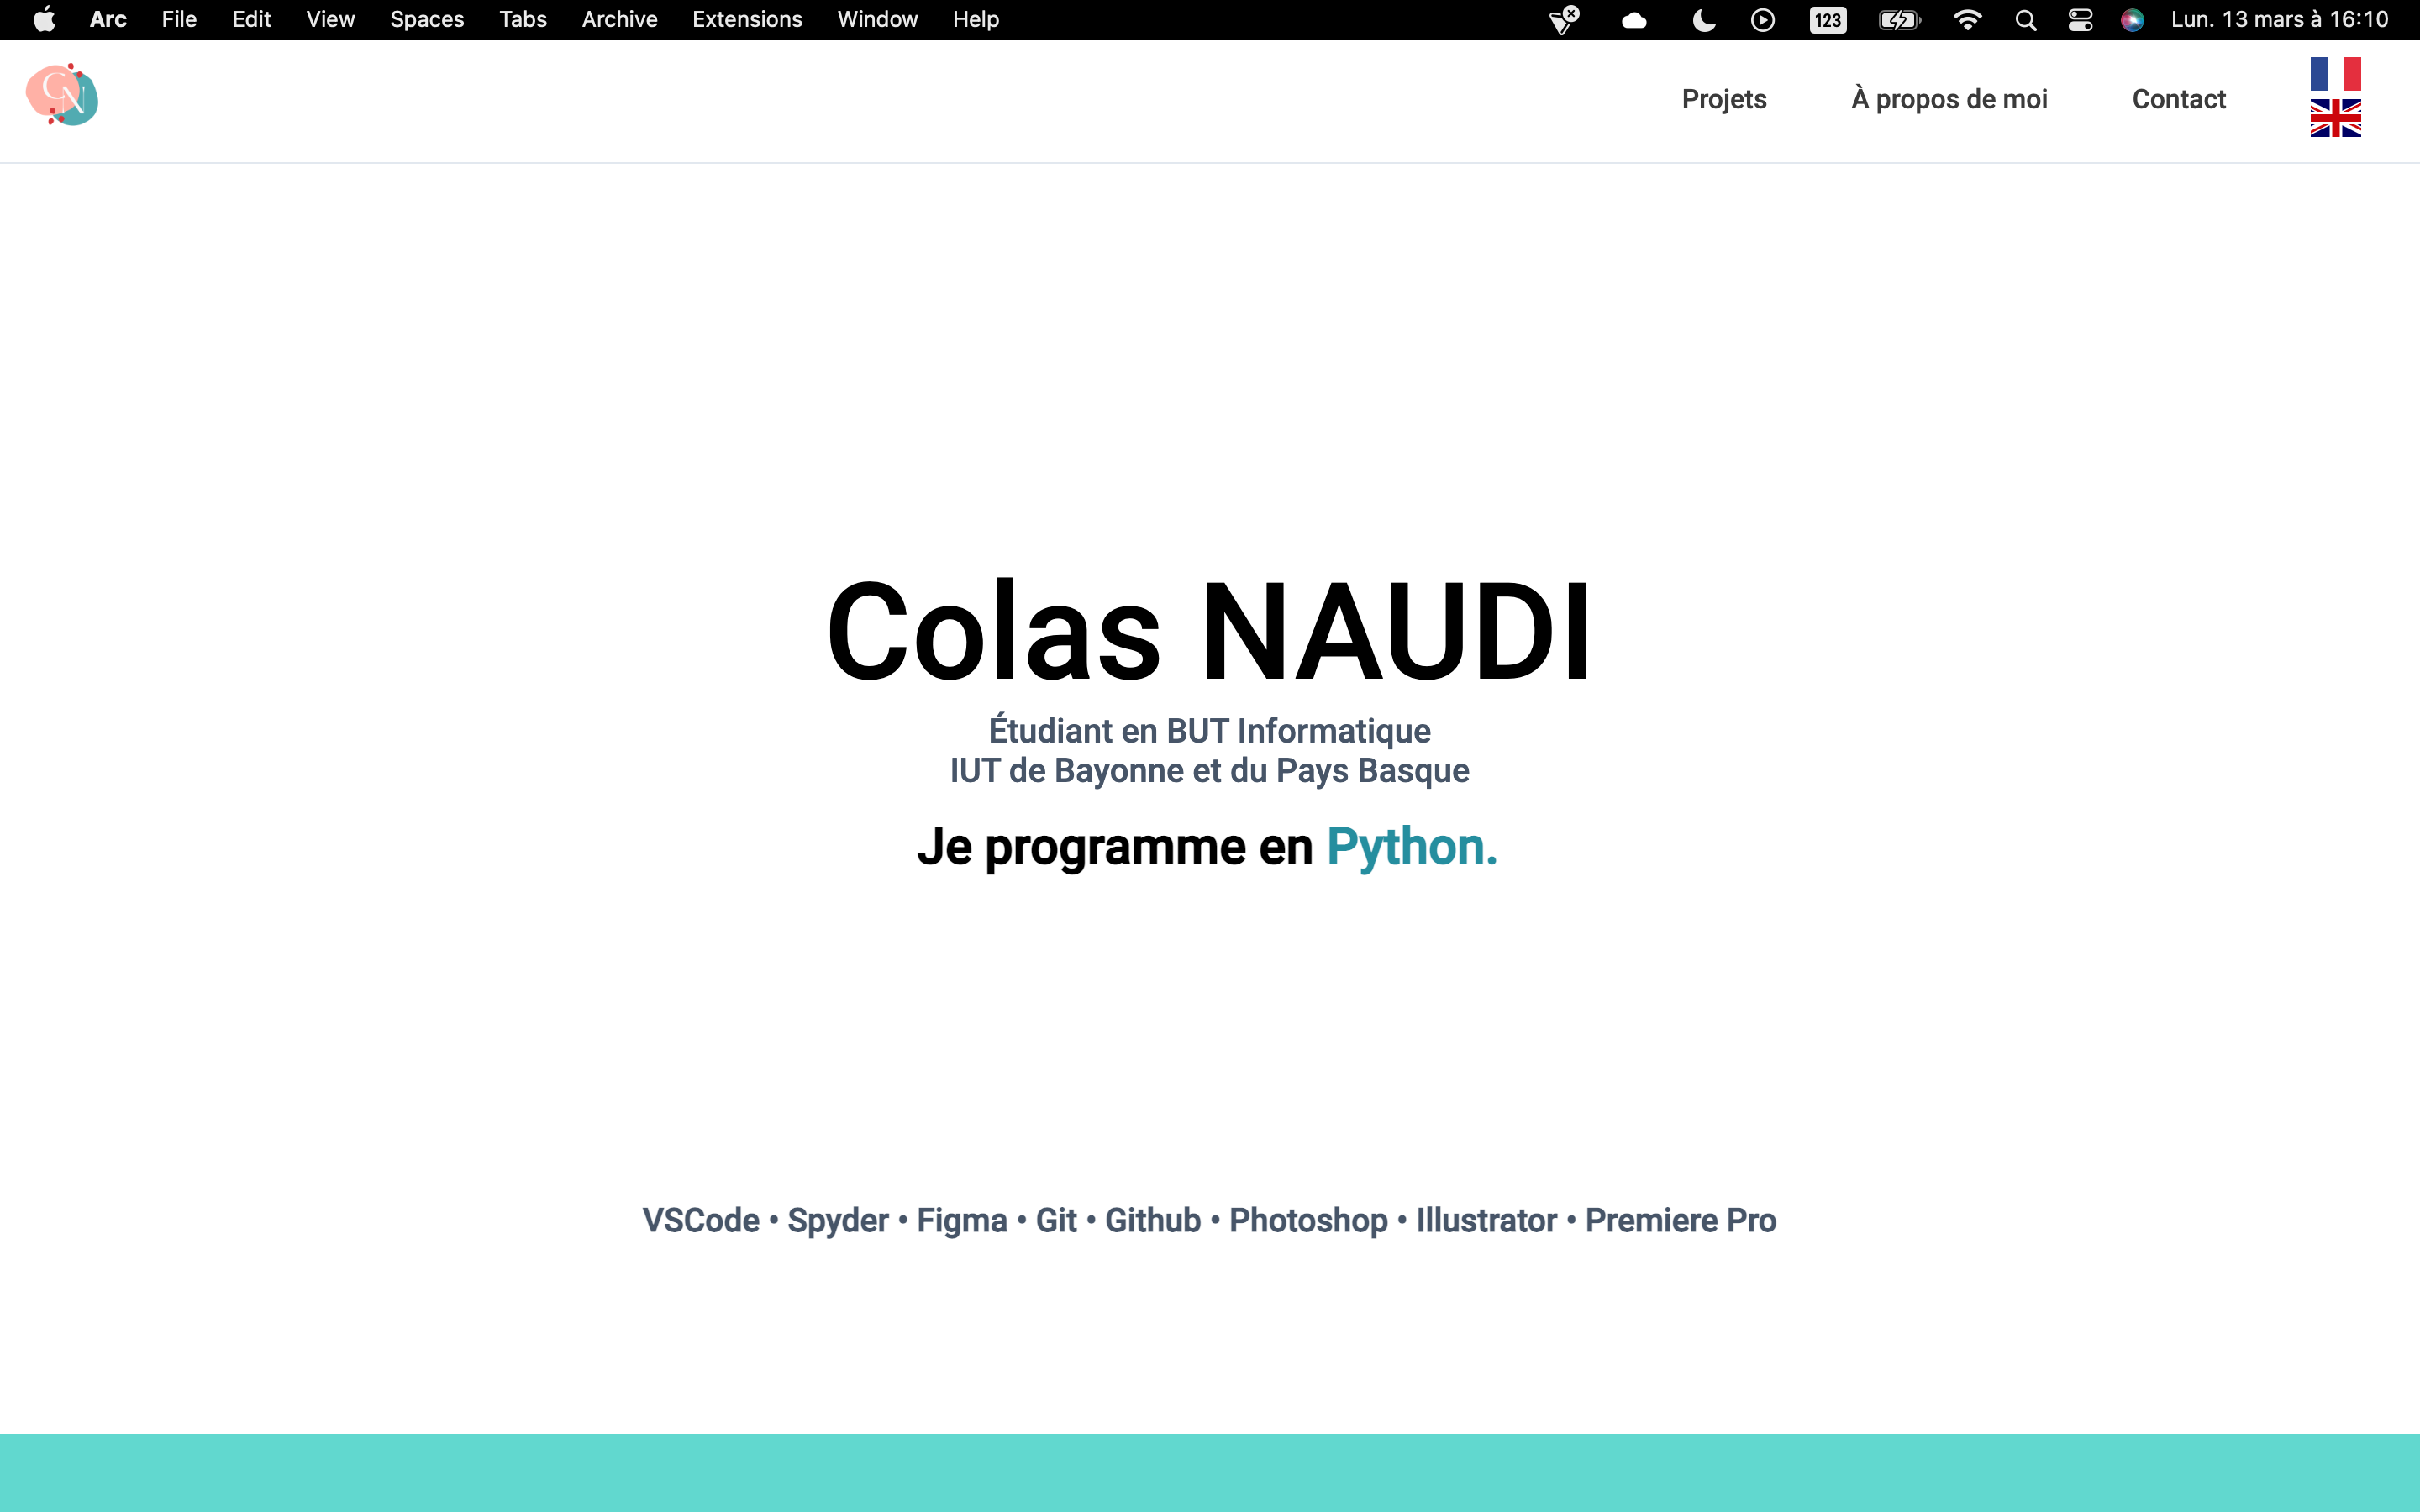 Arc File Edit View Spaces Tabs Archive Extensions Window Help 123 Lun. 13 mars à 16:10
CN
Projets À propos de moi Contact
Colas NAUDI
Étudiant en BUT Informatique
IUT de Bayonne et du Pays Basque
Je programme en Python.
VSCode • Spyder • Figma • Git • Github • Photoshop • Illustrator • Premiere Pro